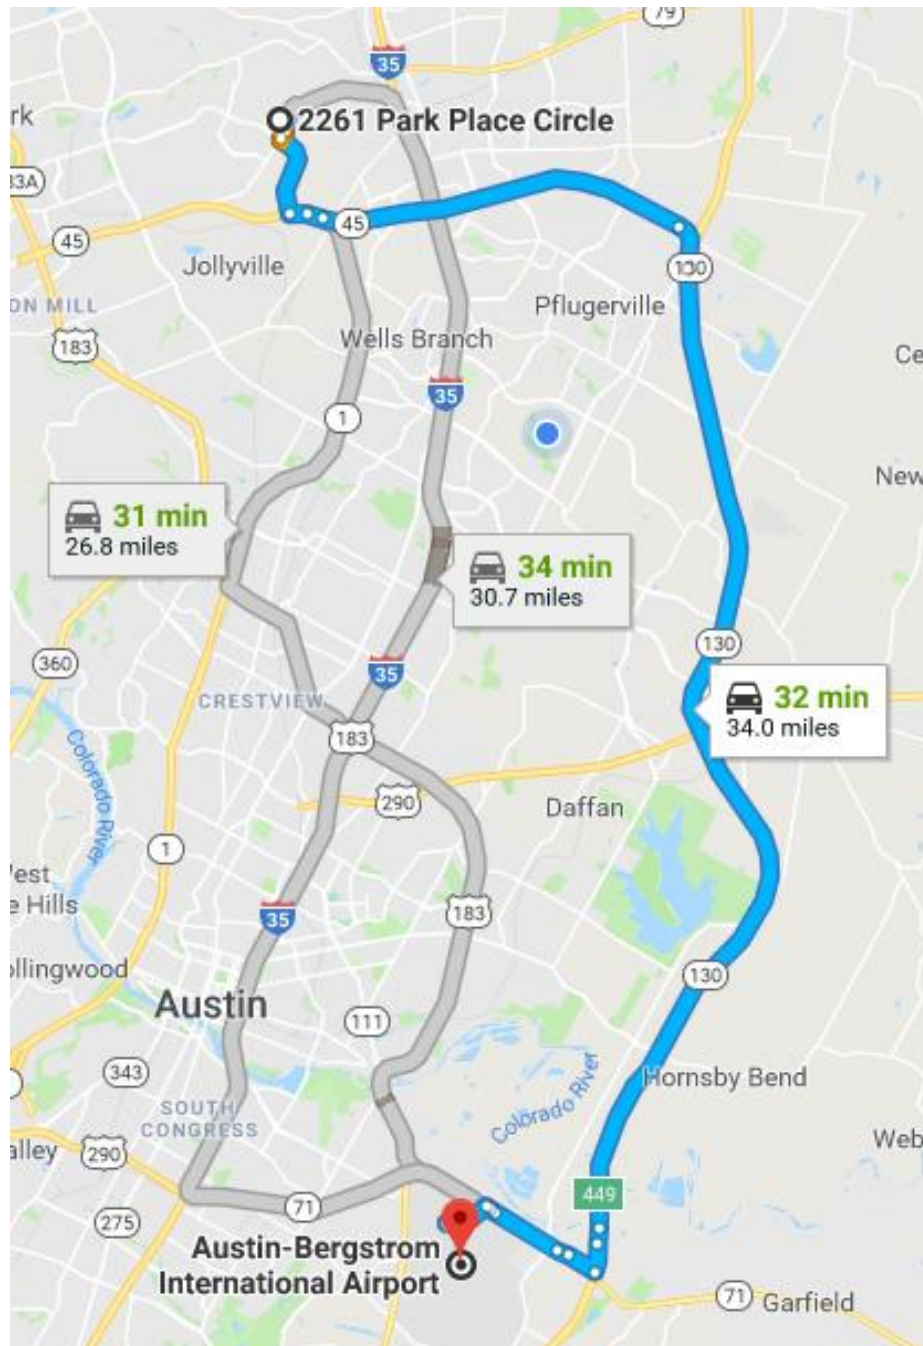 79
35
2261 Park Place Circle
rk
83A
45
45
Jollyville
130
ON MILL
Pflugerville
183
Wells Branch
Ce
35
1
New
31 min
26.8 miles
34 min
30.7 miles
130
360
35
CRESTVIEW
32 min
34.0 miles
183
Colorado River
290
Daffan
1
est
e Hills
35
183
ollingwood
130
Austin
111
343
Hornsby Bend
Colorado River
SOUTH
CONGRESS
alley
290
Web
449
71
275
Austin-Bergstrom
International Airport
71
Garfield